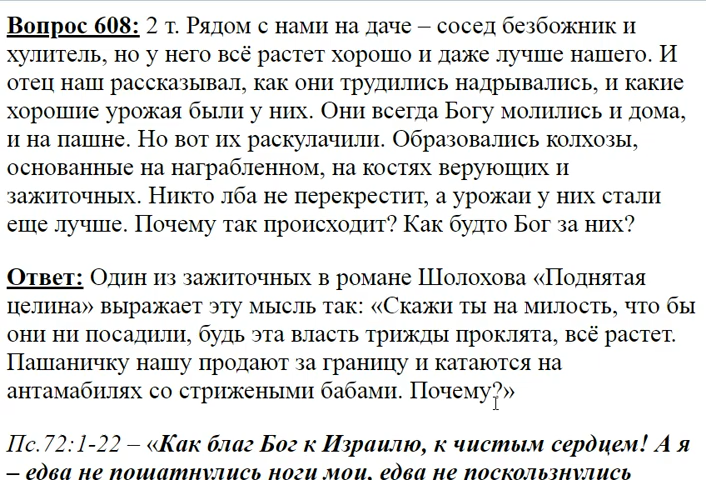 Вопрос 608: 2 т. Рядом с нами на даче – сосед безбожник и
хулитель, но у него всё растет хорошо и даже лучше нашего. И
отец наш рассказывал, как они трудились надрывались, и какие
хорошие урожая были у них. Они всегда Богу молились и дома,
и на пашне. Но вот их раскулачили. Образовались колхозы,
основанные на награбленном, на костях верующих и
зажиточных. Никто лба не перекрестит, а урожаи у них стали
еще лучше. Почему так происходит? Как будто Бог за них?
Ответ: Один из зажиточных в романе Шолохова «Поднятая
целина» выражает эту мысль так: «Скажи ты на милость, что бы
они ни посадили, будь эта власть трижды проклята, всё растет.
Пашаничку нашу продают за границу и катаются на
антамабилях со стрижеными бабами. Почему?»
Пс.72:1-22 – «Как благ Бог к Израилю, к чистым сердцем! А я
– едва не пошатнулись ноги мои, едва не поскользнулись